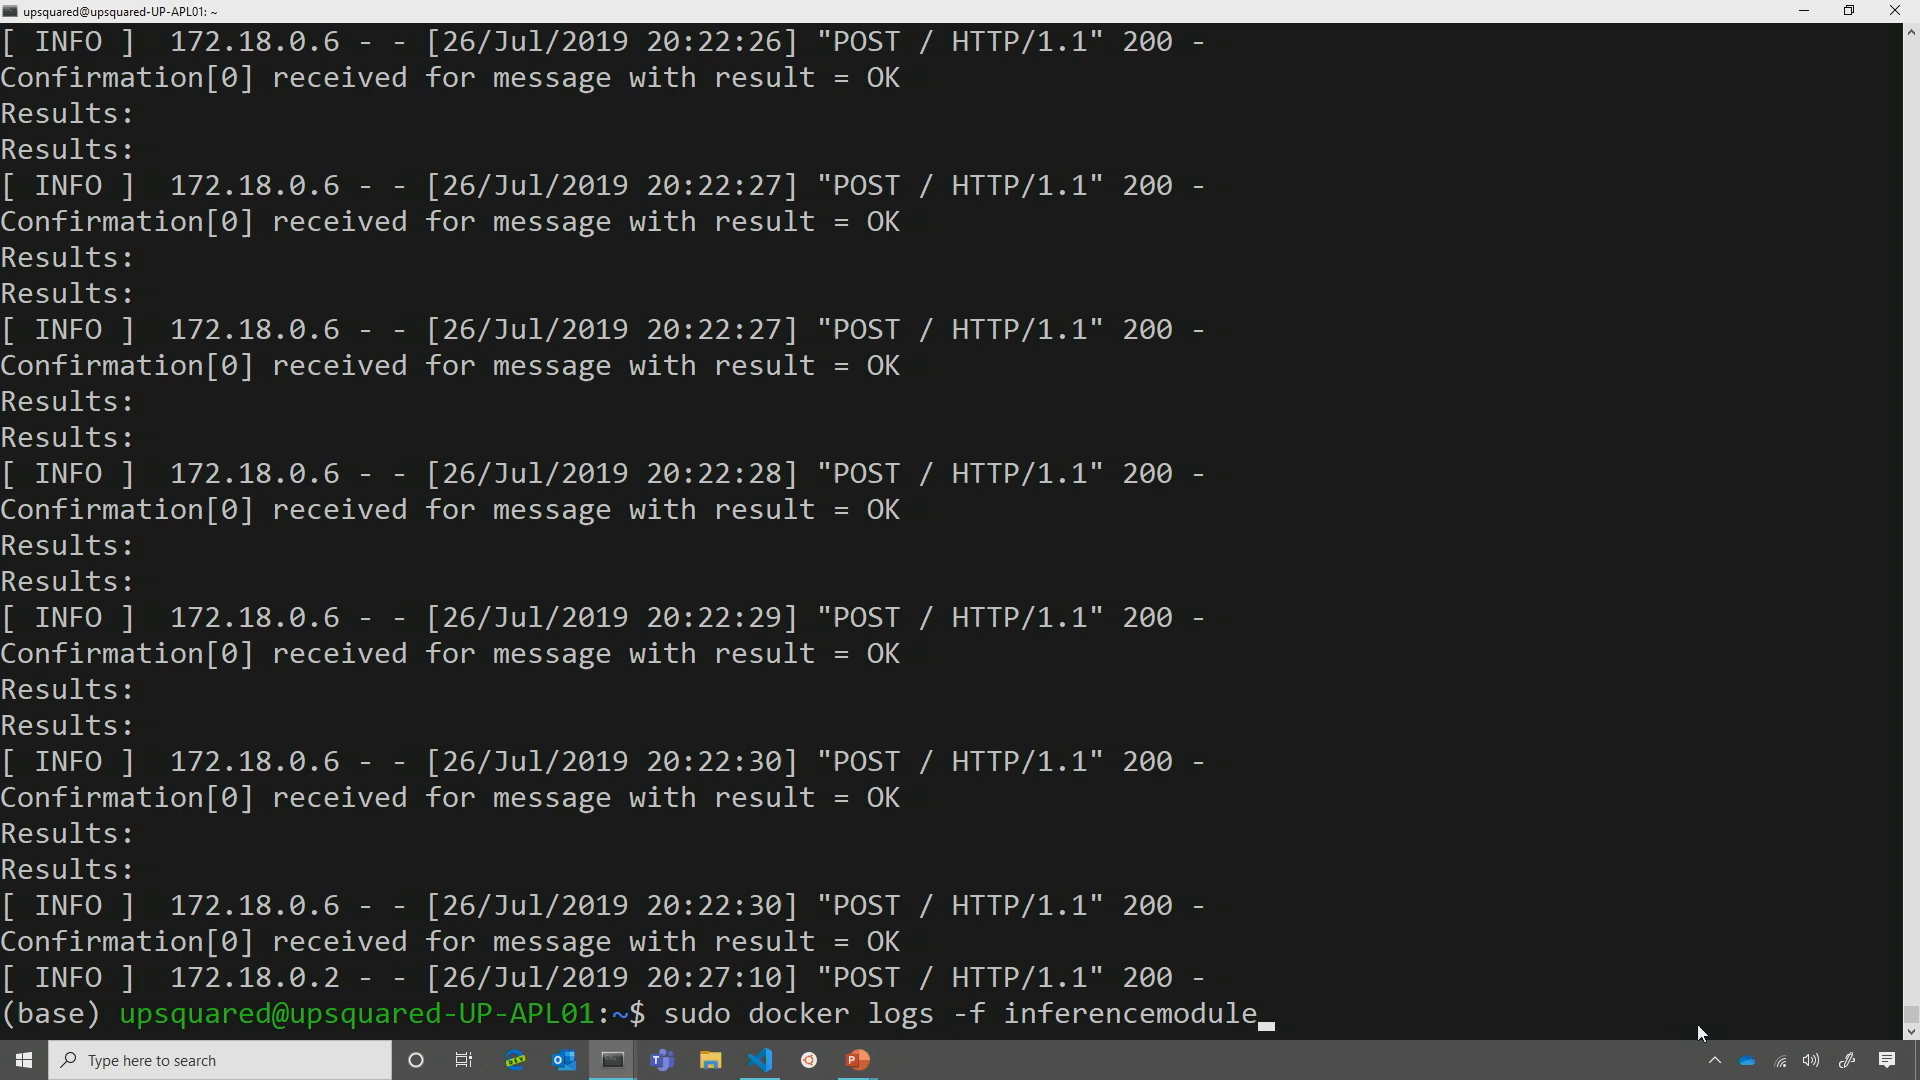 upsquared@upsquared-UP-APL01: ~
[ INFO ]  172.18.0.6 - - [26/Jul/2019 20:22:26] "POST / HTTP/1.1" 200 -
Confirmation[0] received for message with result = OK
Results:
Results:
[ INFO ]  172.18.0.6 - - [26/Jul/2019 20:22:27] "POST / HTTP/1.1" 200 -
Confirmation[0] received for message with result = OK
Results:
Results:
[ INFO ]  172.18.0.6 - - [26/Jul/2019 20:22:27] "POST / HTTP/1.1" 200 -
Confirmation[0] received for message with result = OK
Results:
Results:
[ INFO ]  172.18.0.6 - - [26/Jul/2019 20:22:28] "POST / HTTP/1.1" 200 -
Confirmation[0] received for message with result = OK
Results:
Results:
[ INFO ]  172.18.0.6 - - [26/Jul/2019 20:22:29] "POST / HTTP/1.1" 200 -
Confirmation[0] received for message with result = OK
Results:
Results:
[ INFO ]  172.18.0.6 - - [26/Jul/2019 20:22:30] "POST / HTTP/1.1" 200 -
Confirmation[0] received for message with result = OK
Results:
Results:
[ INFO ]  172.18.0.6 - - [26/Jul/2019 20:22:30] "POST / HTTP/1.1" 200 -
Confirmation[0] received for message with result = OK
[ INFO ]  172.18.0.2 - - [26/Jul/2019 20:27:10] "POST / HTTP/1.1" 200 -
(base) upsquared@upsquared-UP-APL01:~$ sudo docker logs -f inferencemodule
Type here to search